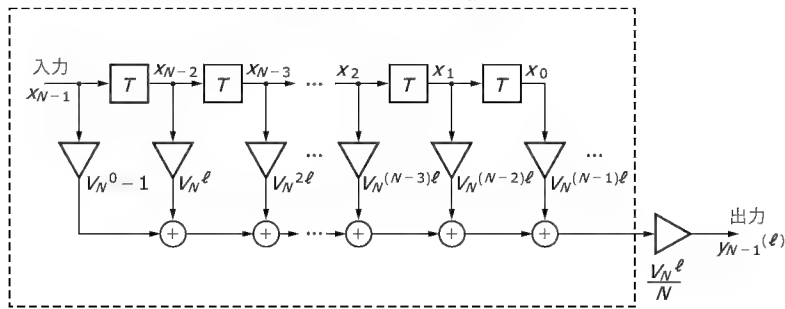 入力
x_{N-1} T x_{N-2} T x_{N-3} ... x_2 T x_1 T x_0
V_N^0-1 V_N^ℓ V_N^{2ℓ} ... V_N^{(N-3)ℓ} V_N^{(N-2)ℓ} V_N^{(N-1)ℓ} ...
+ + ... + + +
V_N^ℓ
N
出力
y_{N-1}^{(ℓ)}